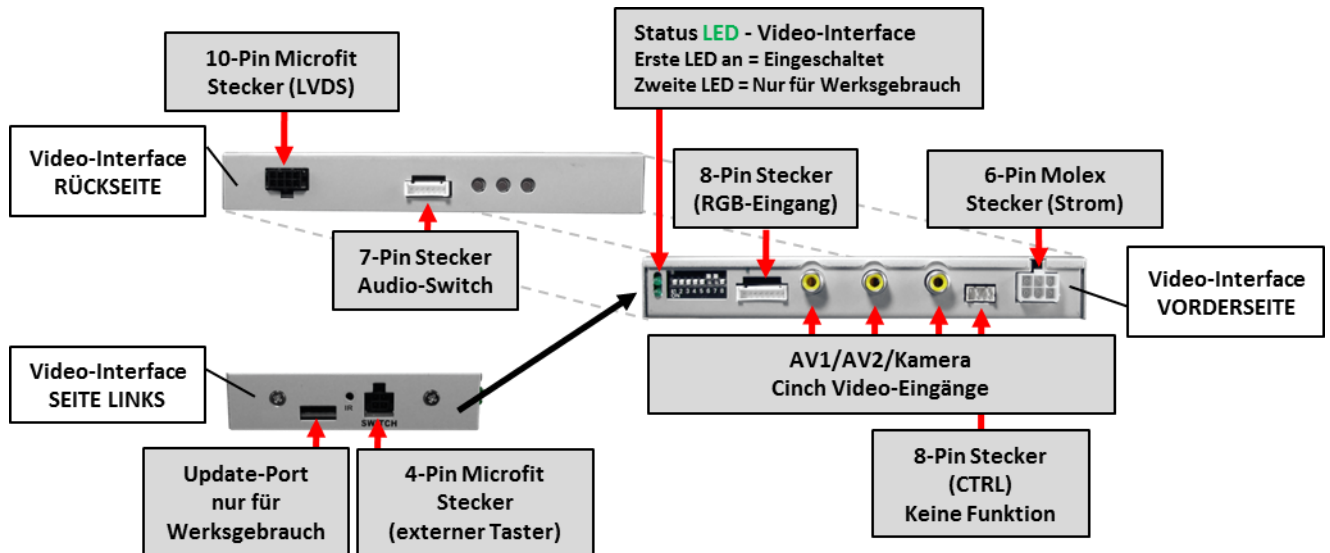 10-Pin Microfit
Stecker (LVDS)
Status LED - Video-Interface
Erste LED an = Eingeschaltet
Zweite LED = Nur für Werksgebrauch
Video-Interface
RÜCKSEITE
8-Pin Stecker
(RGB-Eingang)
6-Pin Molex
Stecker (Strom)
7-Pin Stecker
Audio-Switch
Video-Interface
VORDERSEITE
Video-Interface
SEITE LINKS
AV1/AV2/Kamera
Cinch Video-Eingänge
IR
SWITCH
Update-Port
nur für
Werksgebrauch
4-Pin Microfit
Stecker
(externer Taster)
8-Pin Stecker
(CTRL)
Keine Funktion